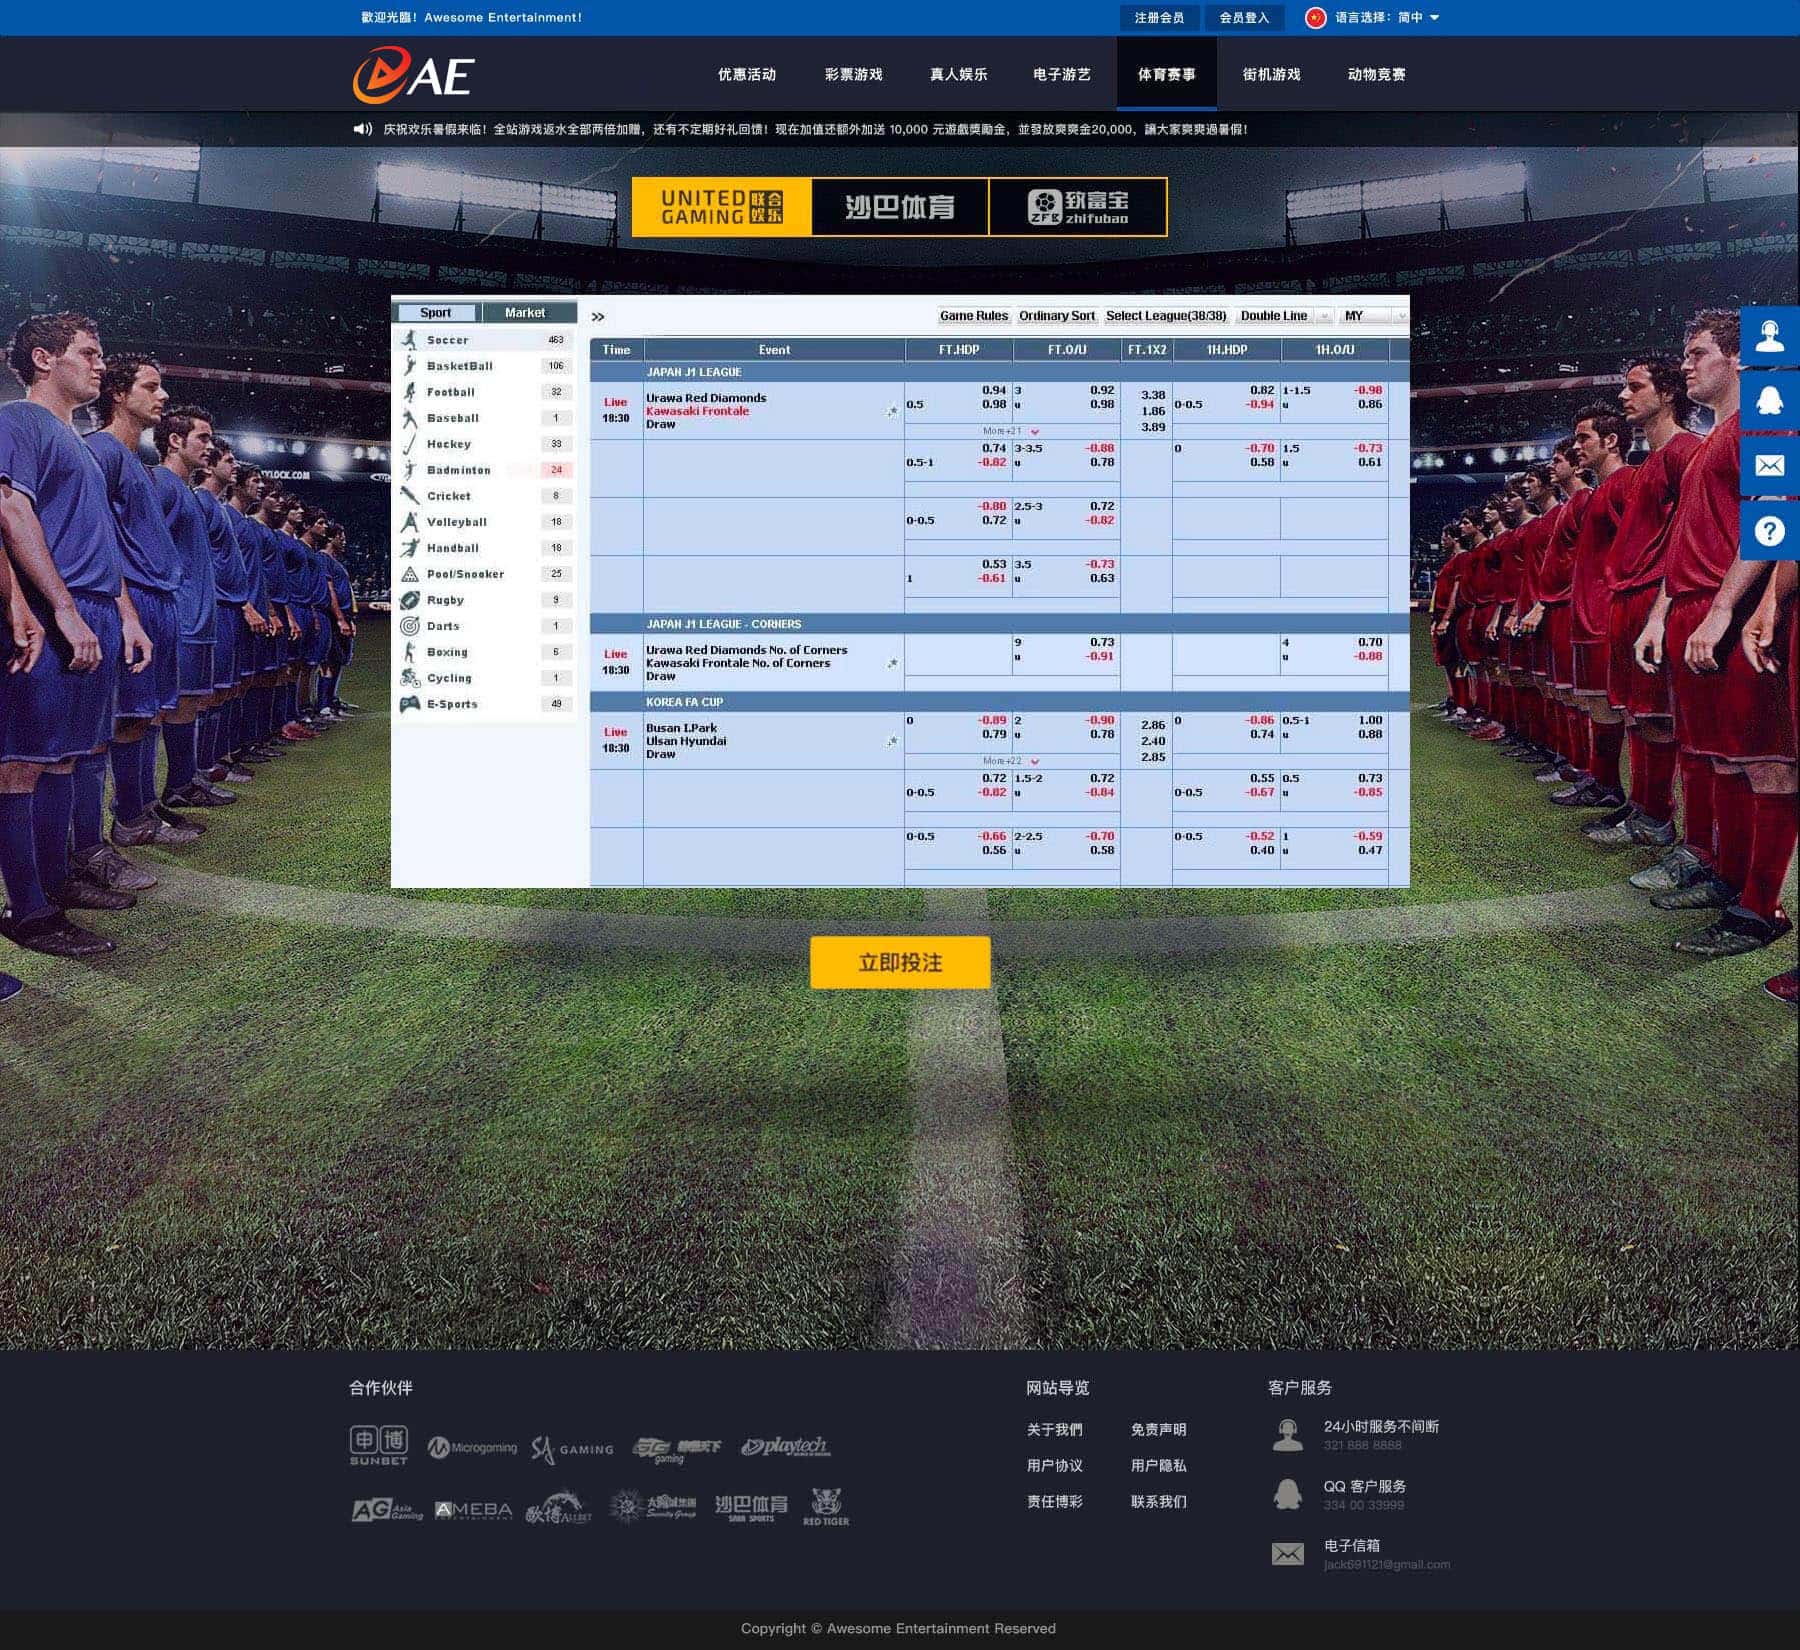 歡迎光臨！Awesome Entertainment！
注册会员 会员登入 语言选择：简中
AE 优惠活动 彩票游戏 真人娱乐 电子游艺 体育赛事 街机游戏 动物竞赛
庆祝欢乐暑假来临！全站游戏返水全部两倍加赠，还有不定期好礼回馈！现在加值还额外加送 10,000 元遊戲獎勵金，並發放爽爽金20,000，讓大家爽爽過暑假！
UNITED GAMING 联合娱乐
沙巴体育
ZFB 致富宝 zhifubao
Sport Market
Soccer 463
BasketBall 106
Football 32
Baseball 1
Hockey 33
Badminton 24
Cricket 8
Volleyball 18
Handball 18
Pool/Snooker 25
Rugby 9
Darts 1
Boxing 6
Cycling 1
E-Sports 49
>> Game Rules Ordinary Sort Select League(38/38) Double Line MY
Time Event FT.HDP FT.O/U FT.1X2 1H.HDP 1H.O/U
JAPAN J1 LEAGUE
Live 18:30
Urawa Red Diamonds
Kawasaki Frontale
Draw
0.94 3 0.92 3.38 0.82 1-1.5 -0.98
0.5 0.98 u 0.98 1.86 0-0.5 -0.94 u 0.86
3.89
More+21
0.74 3-3.5 -0.88 0 -0.70 1.5 -0.73
0.5-1 -0.82 u 0.78 0.58 u 0.61
-0.80 2.5-3 0.72
0-0.5 0.72 u -0.82
0.53 3.5 -0.73
1 -0.61 u 0.63
JAPAN J1 LEAGUE - CORNERS
Live 18:30
Urawa Red Diamonds No. of Corners
Kawasaki Frontale No. of Corners
Draw
9 0.73 4 0.70
u -0.91 u -0.88
KOREA FA CUP
Live 18:30
Busan I.Park
Ulsan Hyundai
Draw
0 -0.89 2 -0.90 2.86 0 -0.86 0.5-1 1.00
0.79 u 0.78 2.40 0.74 u 0.88
2.85
More+22
0.72 1.5-2 0.72 0.55 0.5 0.73
0-0.5 -0.82 u -0.84 0-0.5 -0.67 u -0.85
0-0.5 -0.66 2-2.5 -0.70 0-0.5 -0.52 1 -0.59
0.56 u 0.58 0.40 u 0.47
立即投注
合作伙伴
申博 SUNBET Microgaming SA GAMING GG gaming playtech
AG Asia Gaming AMEBA ENTERTAINMENT 歐博ALLBET 沙巴体育 SABA SPORTS RED TIGER
网站导览
关于我們 免责声明
用户协议 用户隐私
责任博彩 联系我们
客户服务
24小时服务不间断
321 888 8888
QQ 客户服务
334 00 33999
电子信箱
jack691121@gmail.com
Copyright © Awesome Entertainment Reserved